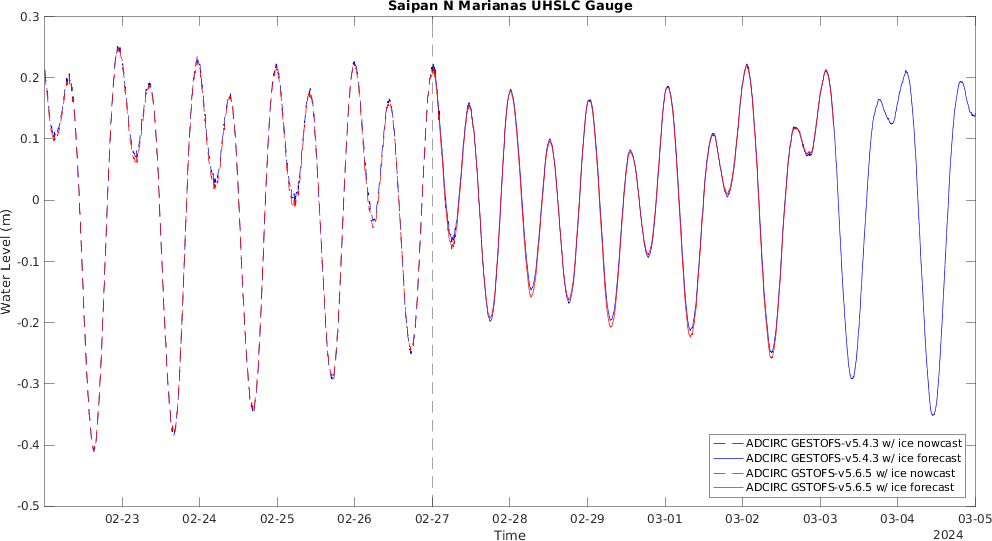 Saipan N Marianas UHSLC Gauge
0.3
0.2
0.1
0
-0.1
-0.2
-0.3
-0.4
-0.5
Water Level (m)
ADCIRC GESTOFS-v5.4.3 w/ ice nowcast
ADCIRC GESTOFS-v5.4.3 w/ ice forecast
ADCIRC GSTOFS-v5.6.5 w/ ice nowcast
ADCIRC GSTOFS-v5.6.5 w/ ice forecast
02-23 02-24 02-25 02-26 02-27 02-28 02-29 03-01 03-02 03-03 03-04 03-05
Time
2024